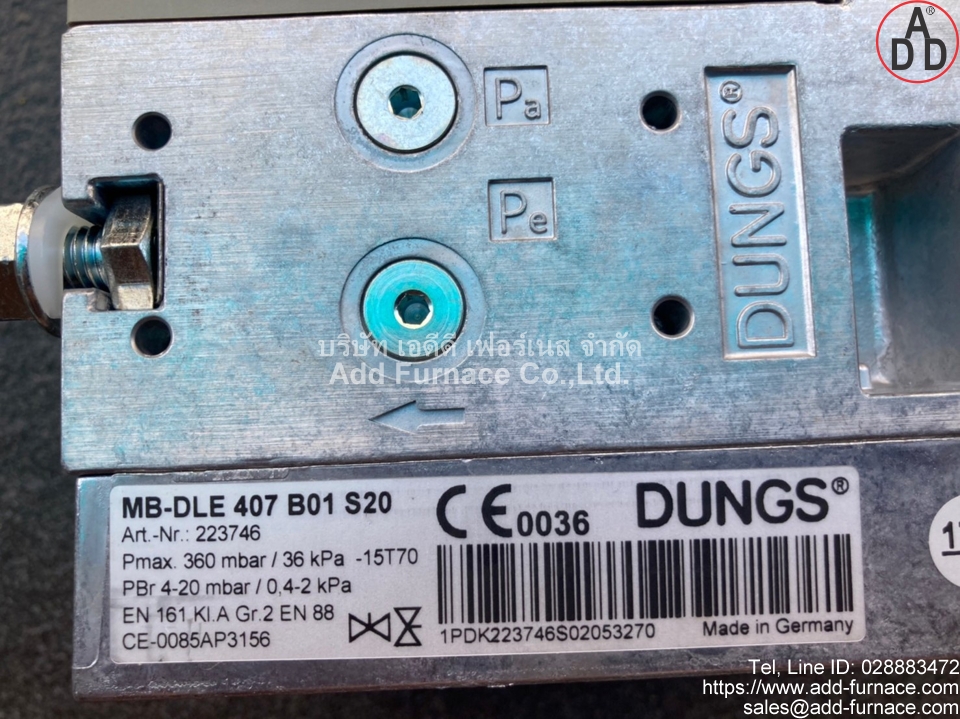 ADD®
Pa
Pe
DUNGS®
บริษัท เอดีดี เฟอร์เนส จำกัด
Add Furnace Co.,Ltd.
MB-DLE 407 B01 S20
Art.-Nr.: 223746
Pmax. 360 mbar / 36 kPa -15T70
PBr 4-20 mbar / 0,4-2 kPa
EN 161 Kl.A Gr.2 EN 88
CE-0085AP3156
CE 0036
DUNGS®
1PDK223746S02053270
Made in Germany
Tel, Line ID: 028883472
https://www.add-furnace.com
sales@add-furnace.com